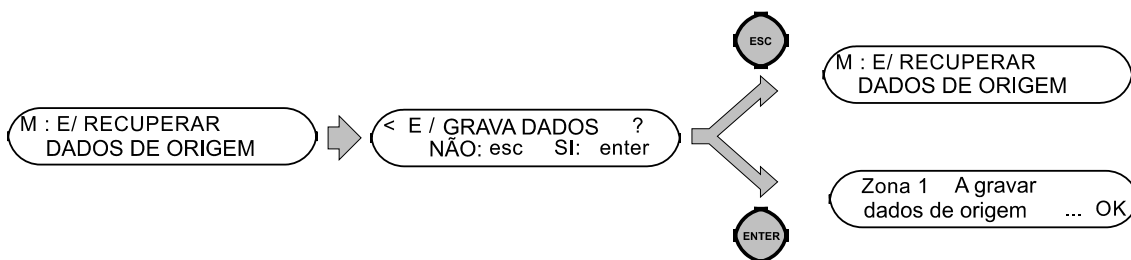 M : E/ RECUPERAR
DADOS DE ORIGEM
< E / GRAVA DADOS ?
NÃO: esc SI: enter
ESC
M : E/ RECUPERAR
DADOS DE ORIGEM
ENTER
Zona 1 A gravar
dados de origem ... OK